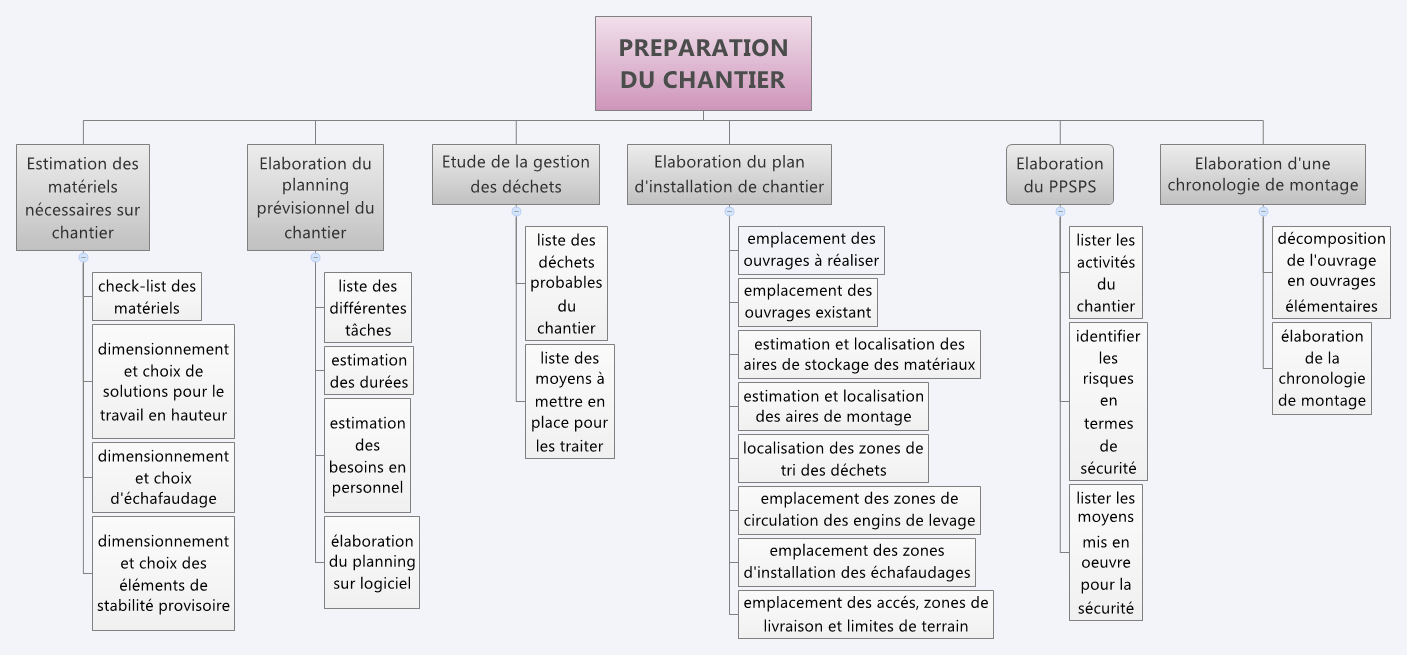 PREPARATION
DU CHANTIER
Estimation des
matériels
nécessaires sur
chantier
check-list des
matériels
dimensionnement
et choix de
solutions pour le
travail en hauteur
dimensionnement
et choix
d'échafaudage
dimensionnement
et choix des
éléments de
stabilité provisoire
Elaboration du
planning
prévisionnel du
chantier
liste des
différentes
tâches
estimation
des durées
estimation
des
besoins en
personnel
élaboration
du planning
sur logiciel
Etude de la gestion
des déchets
liste des
déchets
probables
du
chantier
liste des
moyens à
mettre en
place pour
les traiter
Elaboration du plan
d'installation de chantier
emplacement des
ouvrages à réaliser
emplacement des
ouvrages existant
estimation et localisation des
aires de stockage des matériaux
estimation et localisation
des aires de montage
localisation des zones de
tri des déchets
emplacement des zones de
circulation des engins de levage
emplacement des zones
d'installation des échafaudages
emplacement des accés, zones de
livraison et limites de terrain
Elaboration
du PPSPS
lister les
activités
du
chantier
identifier
les
risques
en
termes
de
sécurité
lister les
moyens
mis en
oeuvre
pour la
sécurité
Elaboration d'une
chronologie de montage
décomposition
de l'ouvrage
en ouvrages
élémentaires
élaboration
de la
chronologie
de montage